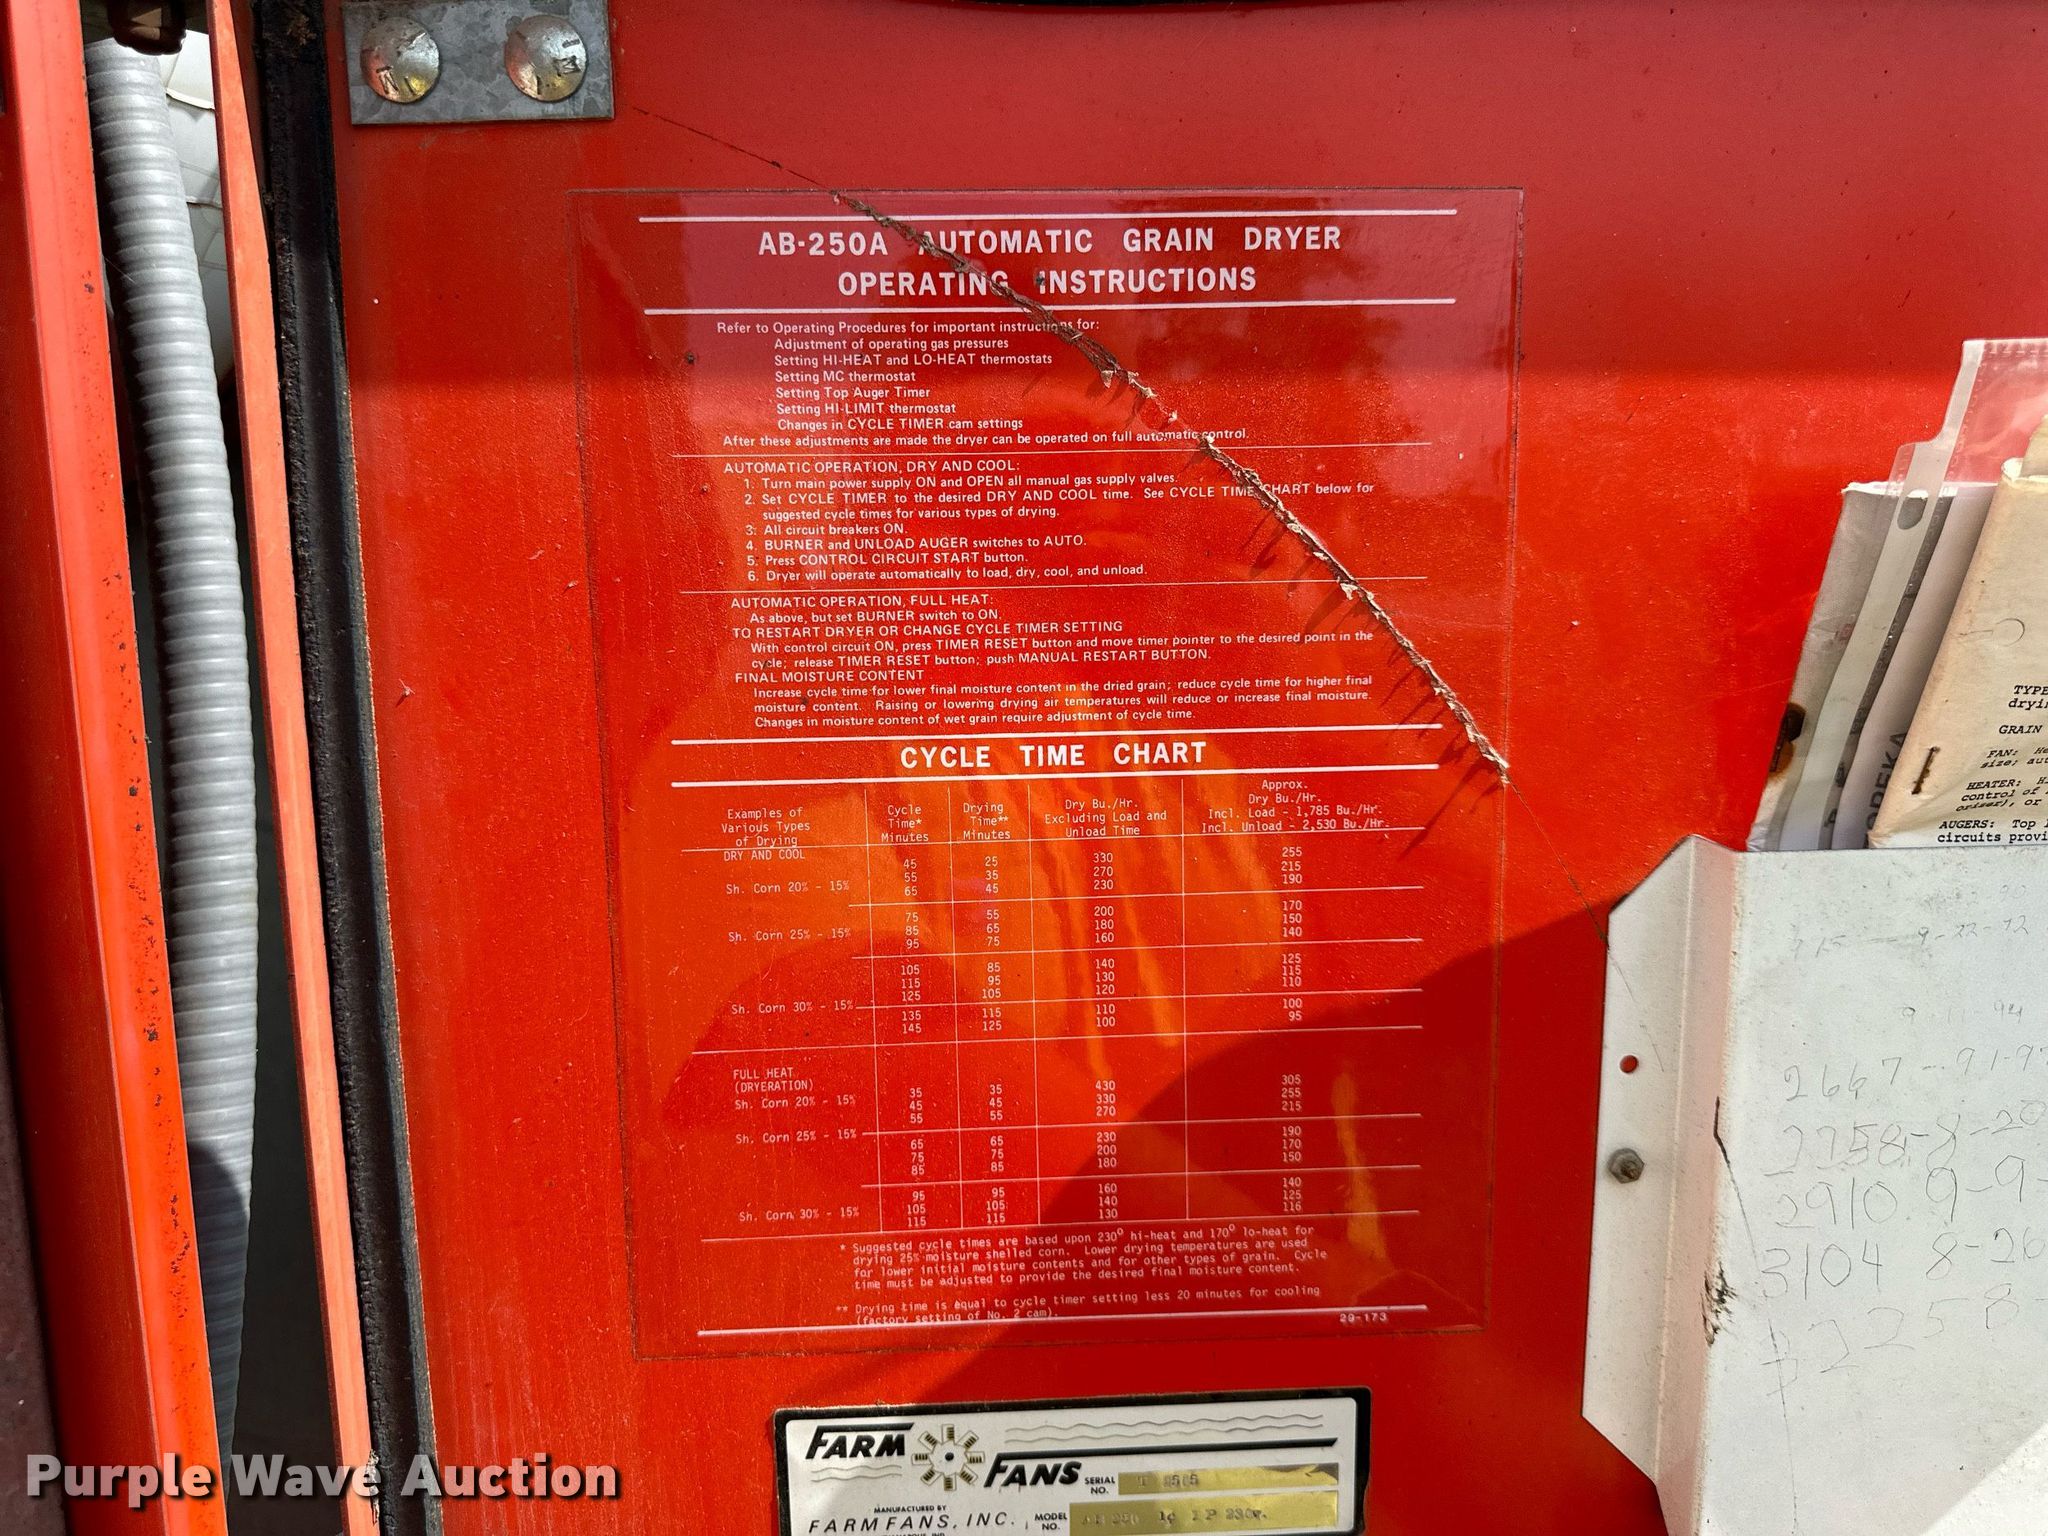 AB-250A AUTOMATIC GRAIN DRYER
OPERATING INSTRUCTIONS
Refer to Operating Procedures for important instructions for:
Adjustment of operating gas pressures
Setting HI-HEAT and LO-HEAT thermostats
Setting MC thermostat
Setting Top Auger Timer
Setting HI-LIMIT thermostat
Changes in CYCLE TIMER cam settings
After these adjustments are made the dryer can be operated on full automatic control.
AUTOMATIC OPERATION, DRY AND COOL:
1. Turn main power supply ON and OPEN all manual gas supply valves.
2. Set CYCLE TIMER to the desired DRY AND COOL time. See CYCLE TIME CHART below for
suggested cycle times for various types of drying.
3. All circuit breakers ON.
4. BURNER and UNLOAD AUGER switches to AUTO.
5. Press CONTROL CIRCUIT START button.
6. Dryer will operate automatically to load, dry, cool, and unload.
AUTOMATIC OPERATION, FULL HEAT:
As above, but set BURNER switch to ON.
TO RESTART DRYER OR CHANGE CYCLE TIMER SETTING
With control circuit ON, press TIMER RESET button and move timer pointer to the desired point in the
cycle; release TIMER RESET button; push MANUAL RESTART BUTTON.
FINAL MOISTURE CONTENT
Increase cycle time for lower final moisture content in the dried grain; reduce cycle time for higher final
moisture content. Raising or lowering drying air temperatures will reduce or increase final moisture.
Changes in moisture content of wet grain require adjustment of cycle time.
CYCLE TIME CHART
Examples of Various Types of Drying
Cycle Time* Minutes
Drying Time** Minutes
Dry Bu./Hr. Excluding Load and Unload Time
Approx. Dry Bu./Hr. Incl. Load - 1,785 Bu./Hr. Incl. Unload - 2,530 Bu./Hr.
DRY AND COOL
45 25 330 255
55 35 270 215
Sh. Corn 20% - 15% 65 45 230 190
75 55 200 170
85 65 180 150
Sh. Corn 25% - 15% 95 75 160 140
105 85 140 125
115 95 130 115
125 105 120 110
Sh. Corn 30% - 15%
135 115 110 100
145 125 100 95
FULL HEAT
(DRYERATION)
35 35 430 305
Sh. Corn 20% - 15% 45 45 330 255
55 55 270 215
Sh. Corn 25% - 15%
65 65 230 190
75 75 200 170
85 85 180 150
95 95 160 140
105 105 140 125
Sh. Corn 30% - 15% 115 115 130 116
* Suggested cycle times are based upon 230° hi-heat and 170° lo-heat for
drying 25% moisture shelled corn. Lower drying temperatures are used
for lower initial moisture contents and for other types of grain. Cycle
time must be adjusted to provide the desired final moisture content.
** Drying time is equal to cycle timer setting less 20 minutes for cooling
(factory setting of No. 2 cam).
29-173
FARM FANS
SERIAL NO.
MANUFACTURED BY
FARM FANS, INC.
MODEL NO.
TYPE
GRAIN
FAN:
size;
HEATER:
control of
or
AUGERS: Top
circuits
9-22-72
2667
2758-8-20
2910 9-9-
3104 8-26
Purple Wave Auction